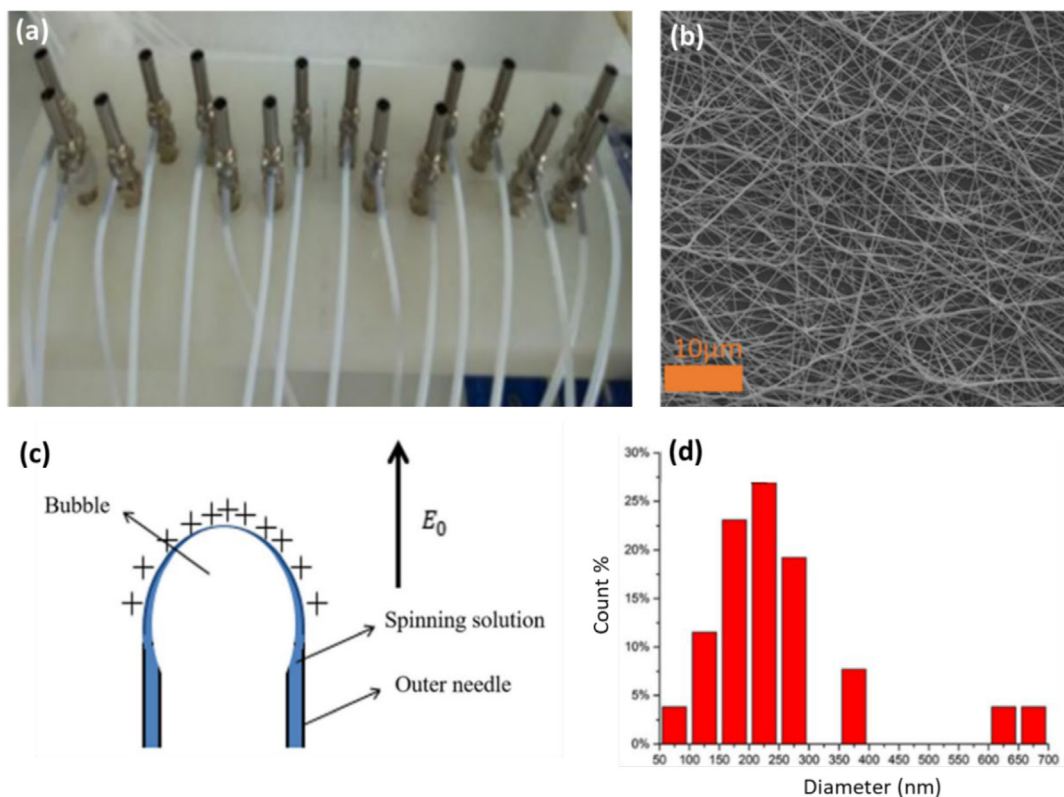 (a)
(b)
10μm
(c)
Bubble
E₀
Spinning solution
Outer needle
(d)
30%
25%
20%
15%
10%
5%
0%
Count %
50 100 150 200 250 300 350 400 450 500 550 600 650 700
Diameter (nm)